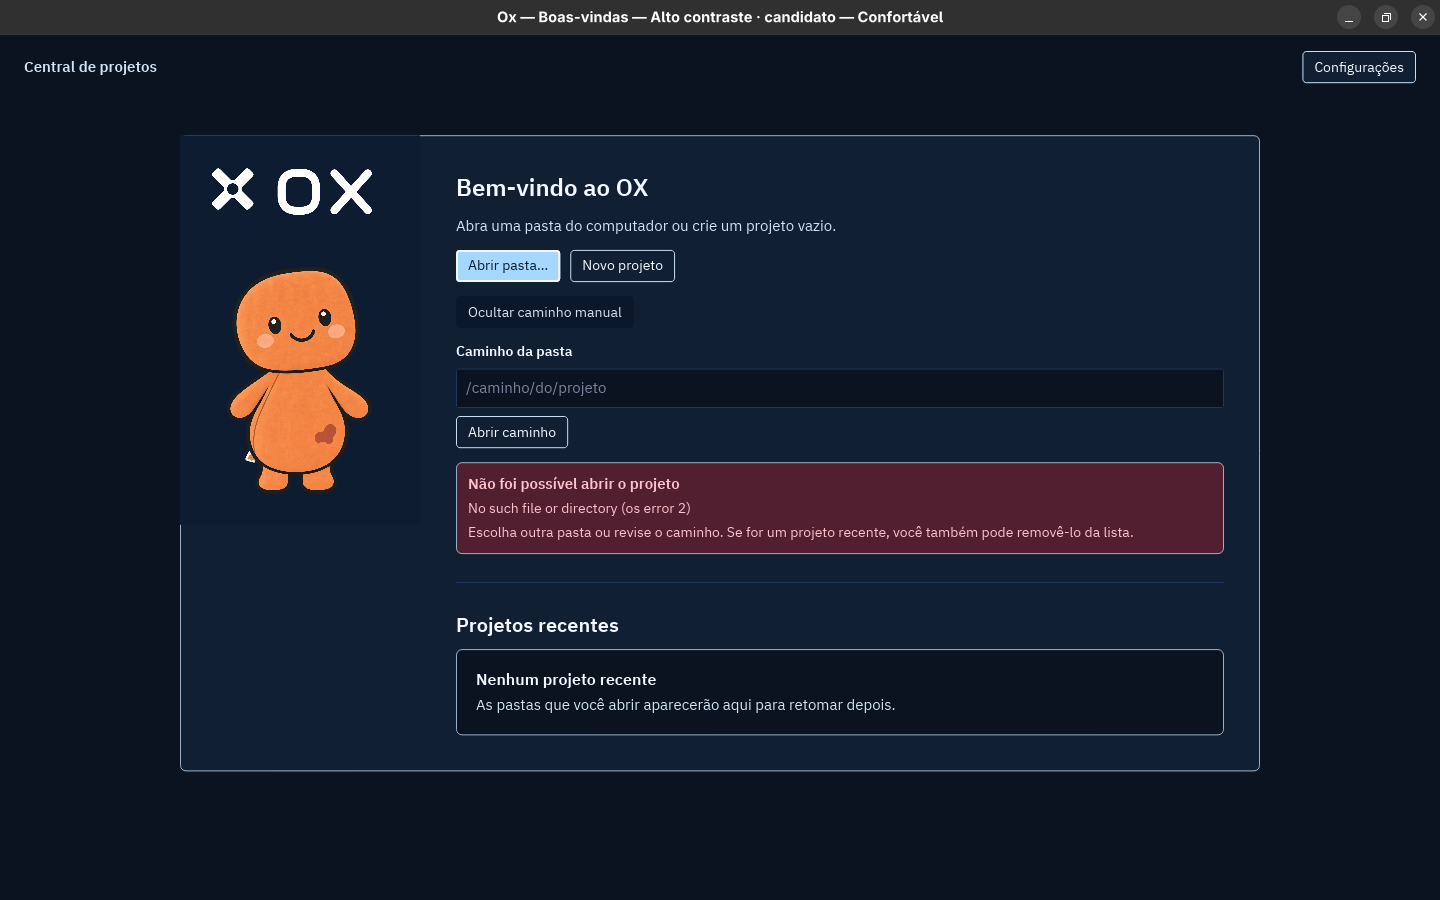 Ox — Boas-vindas — Alto contraste · candidato — Confortável
Central de projetos
Configurações
OX
Bem-vindo ao OX
Abra uma pasta do computador ou crie um projeto vazio.
Abrir pasta...
Novo projeto
Ocultar caminho manual
Caminho da pasta
/caminho/do/projeto
Abrir caminho
Não foi possível abrir o projeto
No such file or directory (os error 2)
Escolha outra pasta ou revise o caminho. Se for um projeto recente, você também pode removê-lo da lista.
Projetos recentes
Nenhum projeto recente
As pastas que você abrir aparecerão aqui para retomar depois.